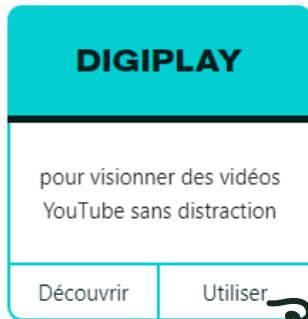 DIGIPLAY
pour visionner des vidéos
YouTube sans distraction
Découvrir
Utiliser